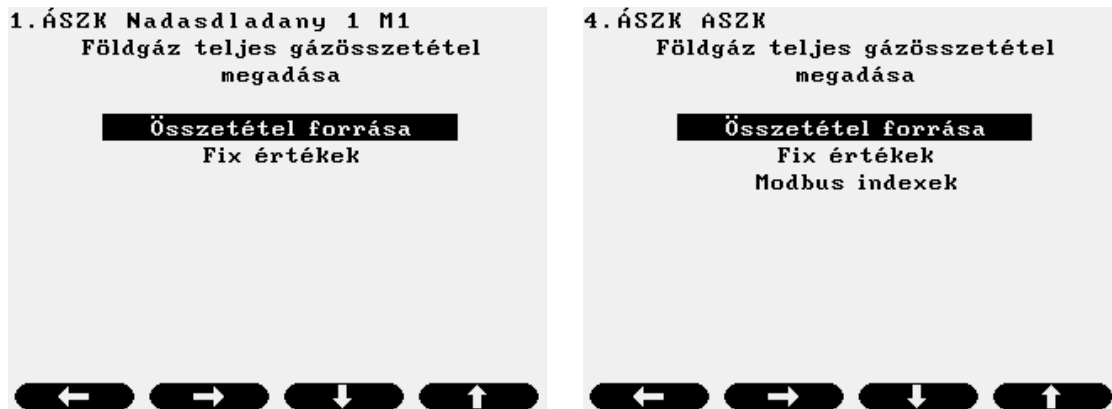 1.ÁSZK Nadasdladany 1 M1
Földgáz teljes gázösszetétel
megadása
Összetétel forrása
Fix értékek
4.ÁSZK ASZK
Földgáz teljes gázösszetétel
megadása
Összetétel forrása
Fix értékek
Modbus indexek